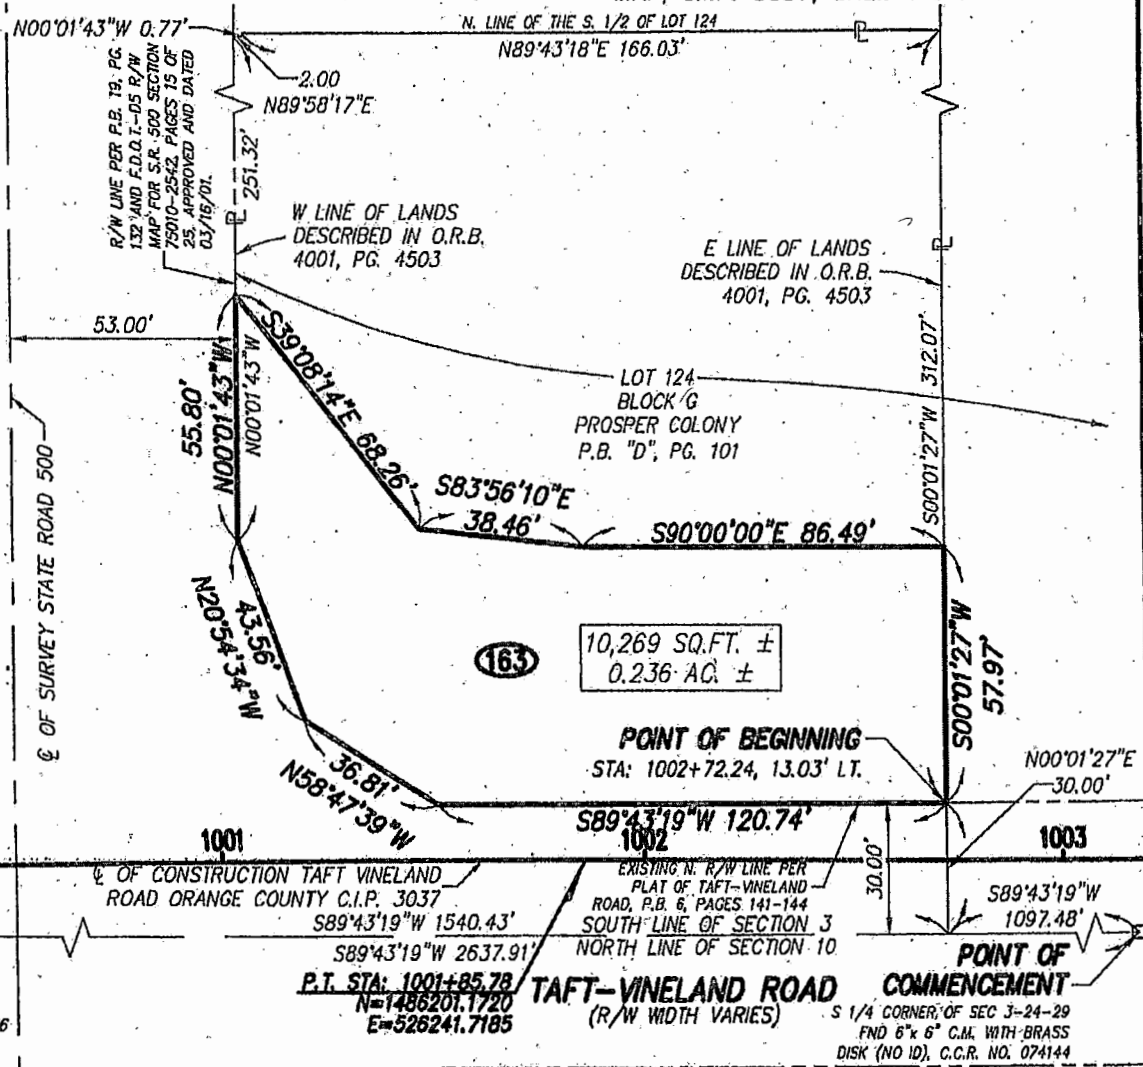 N. LINE OF THE S. 1/2 OF LOT 124
N89°43'18"E 166.03'
N00°01'43"W 0.77'
2.00
N89°58'17"E
R/W LINE PER P.B. 19, PG.
132 AND F.D.O.T.-D5 R/W
MAP FOR S.R. 500 SECTION
75010-2542, PAGES 15 OF
25, APPROVED AND DATED
03/16/01.
251.32'
W LINE OF LANDS
DESCRIBED IN O.R.B.
4001, PG. 4503
E LINE OF LANDS
DESCRIBED IN O.R.B.
4001, PG. 4503
53.00'
N00°01'43"W
55.80'
N00°01'43"W
S39°08'14"E 68.26'
LOT 124
BLOCK G
PROSPER COLONY
P.B. "D", PG. 101
S00°01'27"W 312.07'
℄ OF SURVEY STATE ROAD 500
S83°56'10"E
38.46'
S90°00'00"E 86.49'
43.56'
N20°54'34"W
163
10,269 SQ.FT. ±
0.236 AC. ±
S00°01'27"W
57.97'
POINT OF BEGINNING
STA: 1002+72.24, 13.03' LT.
N00°01'27"E
30.00'
36.81'
N58°47'39"W
S89°43'19"W 120.74'
1001
1002
1003
℄ OF CONSTRUCTION TAFT VINELAND
ROAD ORANGE COUNTY C.I.P. 3037
EXISTING N. R/W LINE PER
PLAT OF TAFT-VINELAND
ROAD, P.B. 6, PAGES 141-144
30.00'
S89°43'19"W
1097.48'
S89°43'19"W 1540.43'
SOUTH LINE OF SECTION 3
S89°43'19"W 2637.91'
NORTH LINE OF SECTION 10
P.T. STA: 1001+85.78
N=1486201.1720
E=526241.7185
TAFT-VINELAND ROAD
(R/W WIDTH VARIES)
POINT OF
COMMENCEMENT
S 1/4 CORNER OF SEC 3-24-29
FND 6"x 6" C.M. WITH BRASS
DISK (NO ID), C.C.R. NO. 074144
6